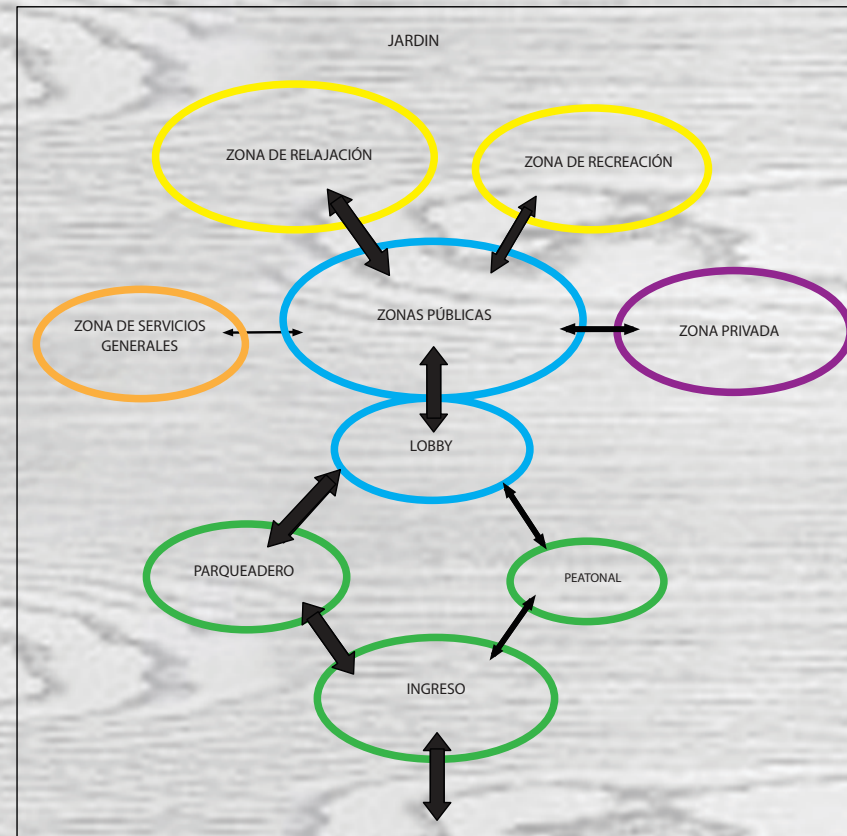 JARDIN
ZONA DE RELAJACIÓN
ZONA DE RECREACIÓN
ZONAS PÚBLICAS
ZONA DE SERVICIOS
GENERALES
ZONA PRIVADA
LOBBY
PARQUEADERO
PEATONAL
INGRESO